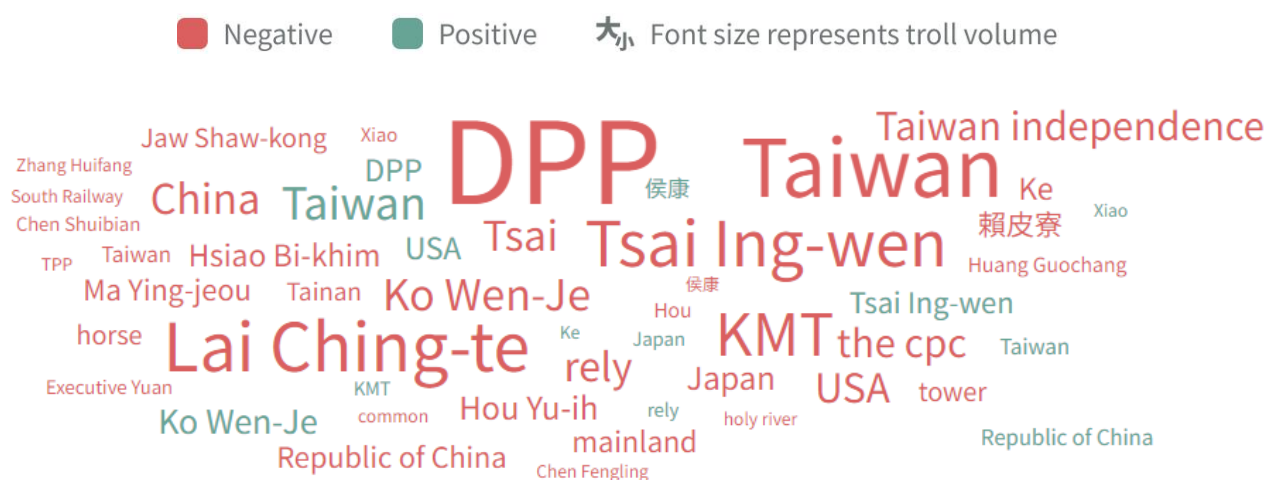 Negative Positive 大小 Font size represents troll volume
Taiwan independence
Jaw Shaw-kong Xiao DPP Taiwan
Zhang Huifang DPP 侯康 Ke
South Railway China Taiwan Xiao
Chen Shuibian Tsai Tsai Ing-wen 賴皮寮
TPP Taiwan Hsiao Bi-khim USA Huang Guochang
Ma Ying-jeou Tainan Ko Wen-Je 侯康 Tsai Ing-wen
Hou
horse Lai Ching-te Ke Japan KMT the cpc Taiwan
rely Japan
Executive Yuan KMT USA tower
Ko Wen-Je common Hou Yu-ih rely holy river
mainland Republic of China
Republic of China
Chen Fengling